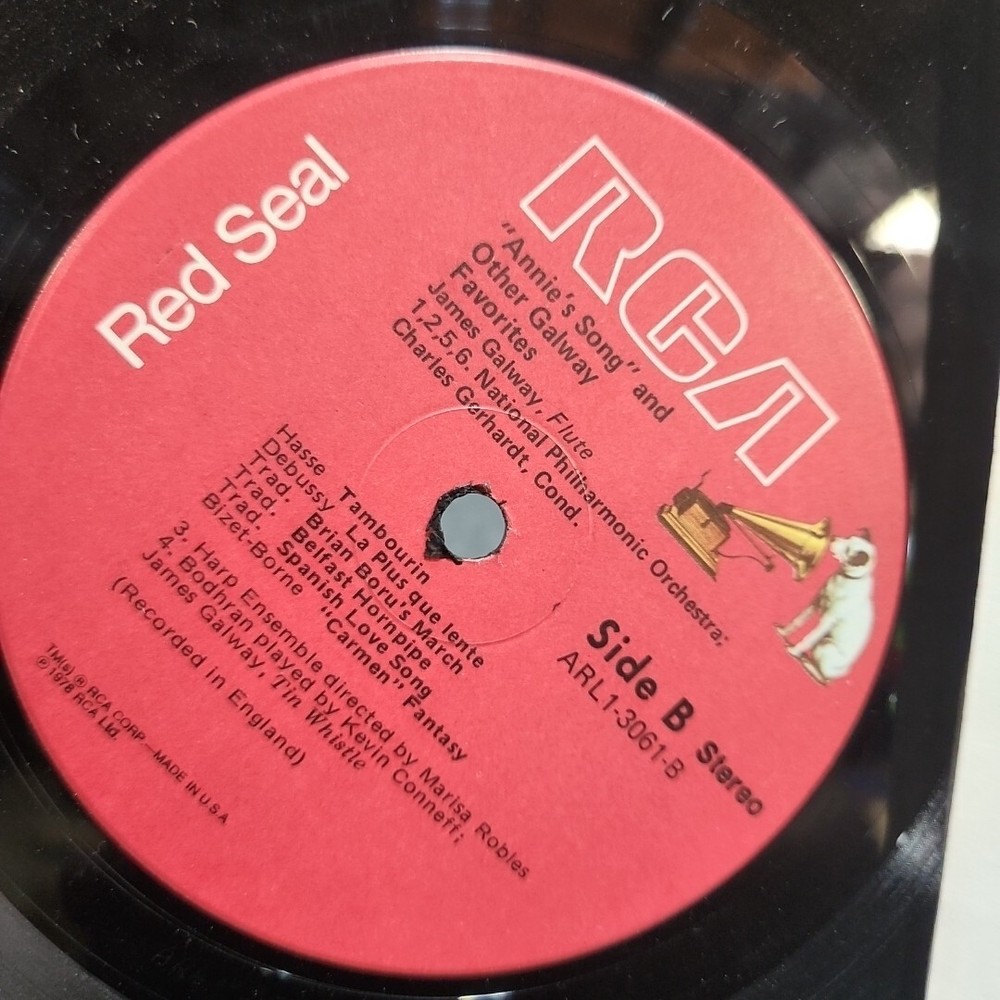 Red Seal
RCA
"Annie's Song" and
Other Galway
Favorites
James Galway, Flute
1,2,5,6. National Philharmonic Orchestra;
Charles Gerhardt, Cond.
Side B Stereo
ARL1-3061-B
Hasse Tambourin
Debussy La Plus que lente
Trad. Brian Boru's March
Trad. Belfast Hornpipe
Trad. Spanish Love Song
Bizet-Borne "Carmen" Fantasy
3. Harp Ensemble directed by Marisa Robles
4. Bodhran played by Kevin Conneff;
James Galway, Tin Whistle
(Recorded in England)
TM(s) ® RCA CORP—MADE IN U.S.A
℗ 1978 RCA Ltd.